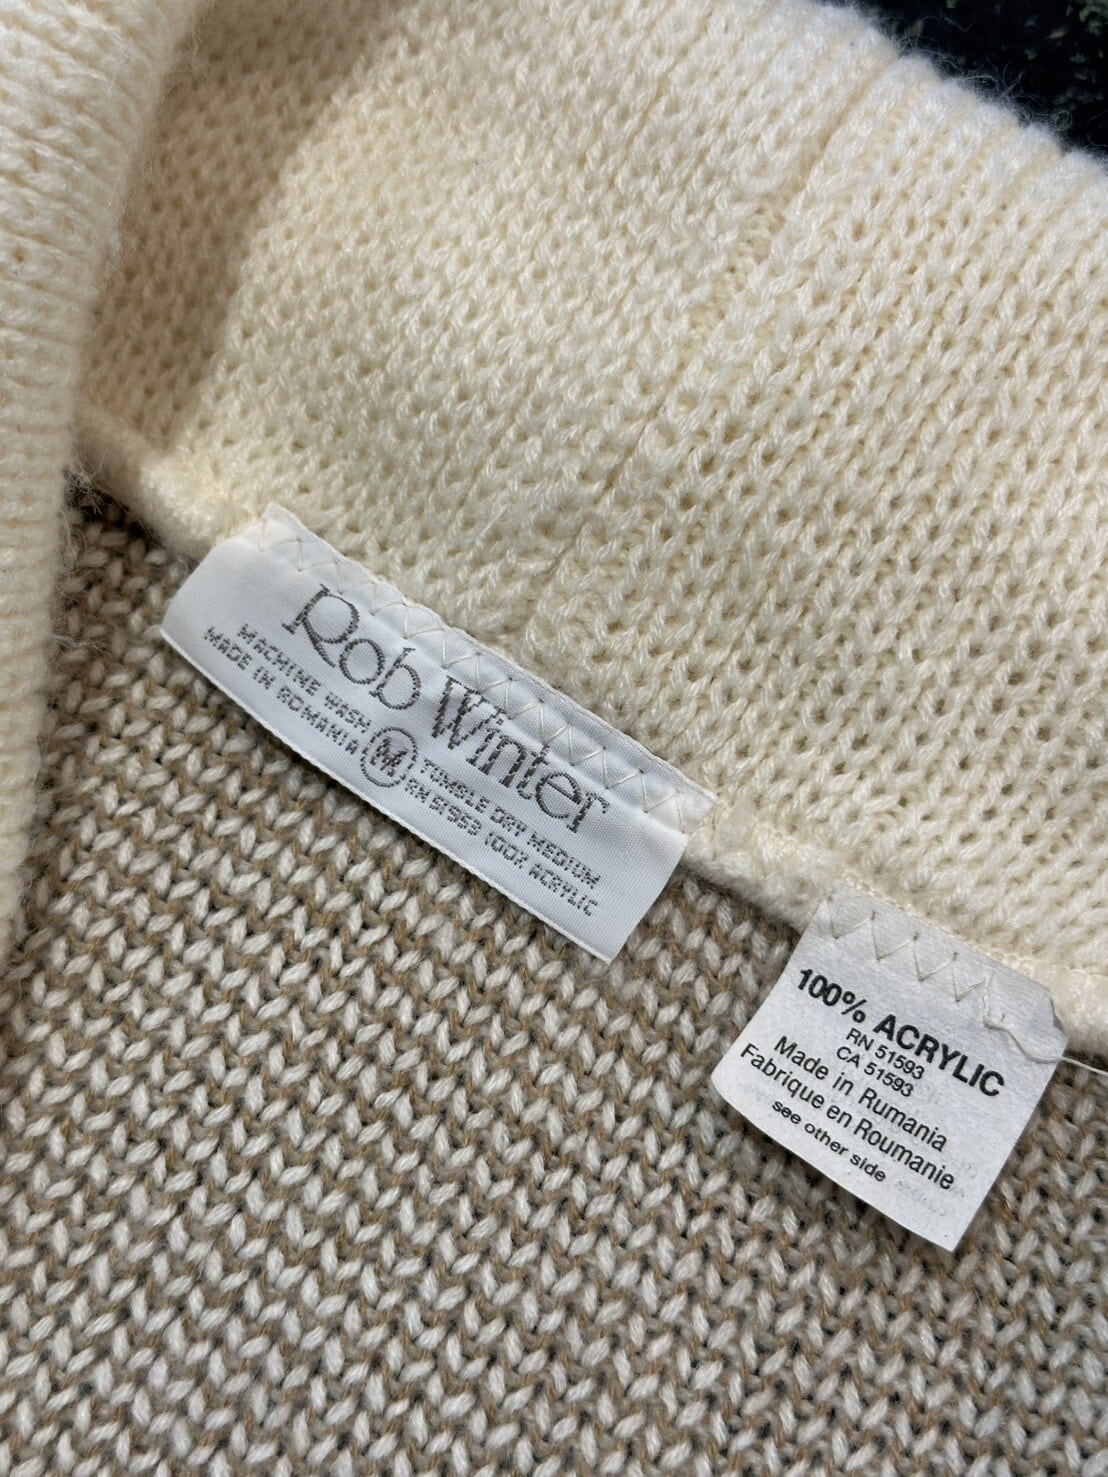 Rob Winter
MACHINE WASH
MADE IN ROMANIA
M
TUMBLE DRY MEDIUM
RN 51953 100% ACRYLIC
100% ACRYLIC
RN 51593
CA 51593
Made in Rumania
Fabrique en Roumanie
see other side